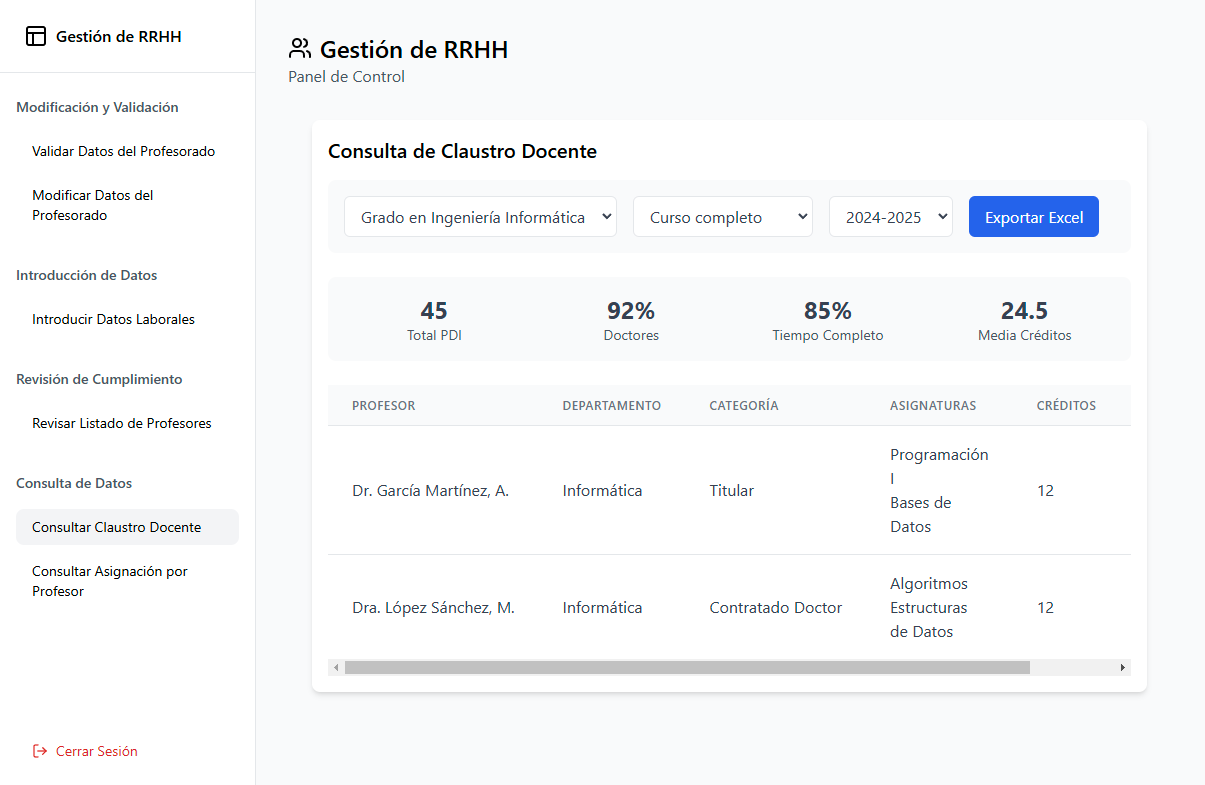 Gestión de RRHH
Modificación y Validación
Validar Datos del Profesorado
Modificar Datos del
Profesorado
Introducción de Datos
Introducir Datos Laborales
Revisión de Cumplimiento
Revisar Listado de Profesores
Consulta de Datos
Consultar Claustro Docente
Consultar Asignación por
Profesor
Cerrar Sesión
Gestión de RRHH
Panel de Control
Consulta de Claustro Docente
Grado en Ingeniería Informática Curso completo 2024-2025 Exportar Excel
45 92% 85% 24.5
Total PDI Doctores Tiempo Completo Media Créditos
PROFESOR DEPARTAMENTO CATEGORÍA ASIGNATURAS CRÉDITOS
Programación
I
Dr. García Martínez, A. Informática Titular 12
Bases de
Datos
Algoritmos
Dra. López Sánchez, M. Informática Contratado Doctor Estructuras 12
de Datos